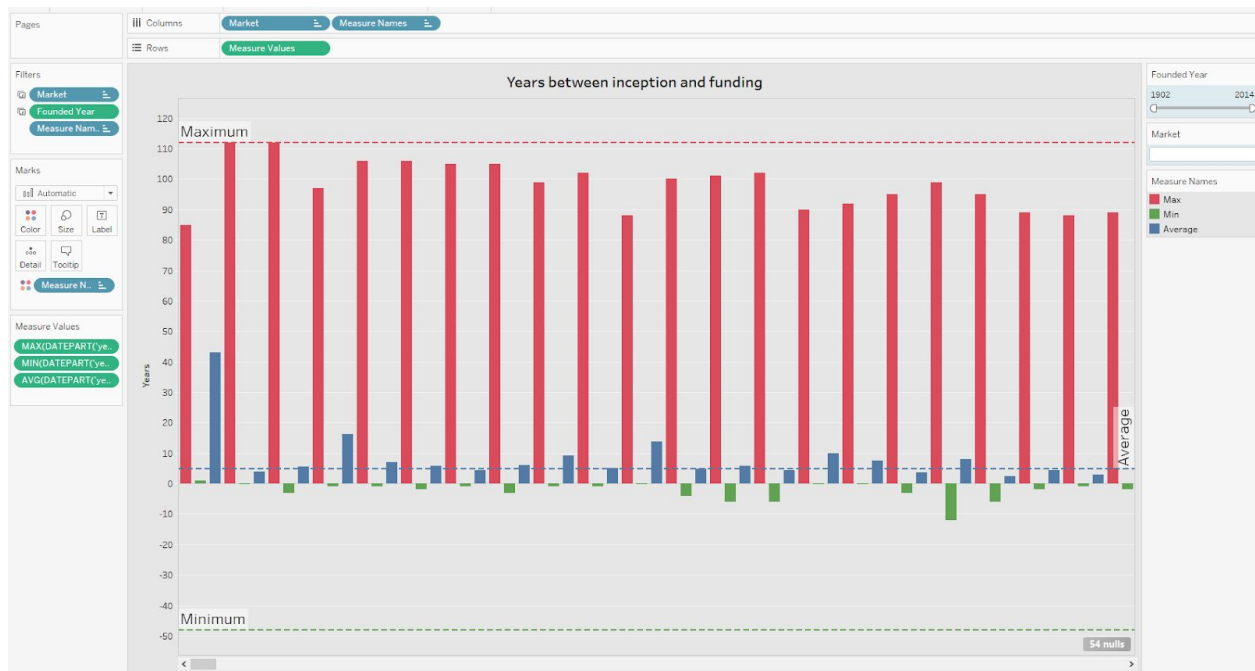 Pages
Columns
Market
Measure Names
Rows
Measure Values
Filters
Market
Founded Year
Measure Nam..
Marks
Automatic
Color
Size
Label
Detail
Tooltip
Measure N..
Measure Values
MAX(DATEPART('ye..
MIN(DATEPART('ye..
AVG(DATEPART('ye..
Years between inception and funding
Years
120
110
100
90
80
70
60
50
40
30
20
10
0
-10
-20
-30
-40
-50
Maximum
Average
Minimum
54 nulls
Founded Year
1902 2014
Market
Measure Names
Max
Min
Average